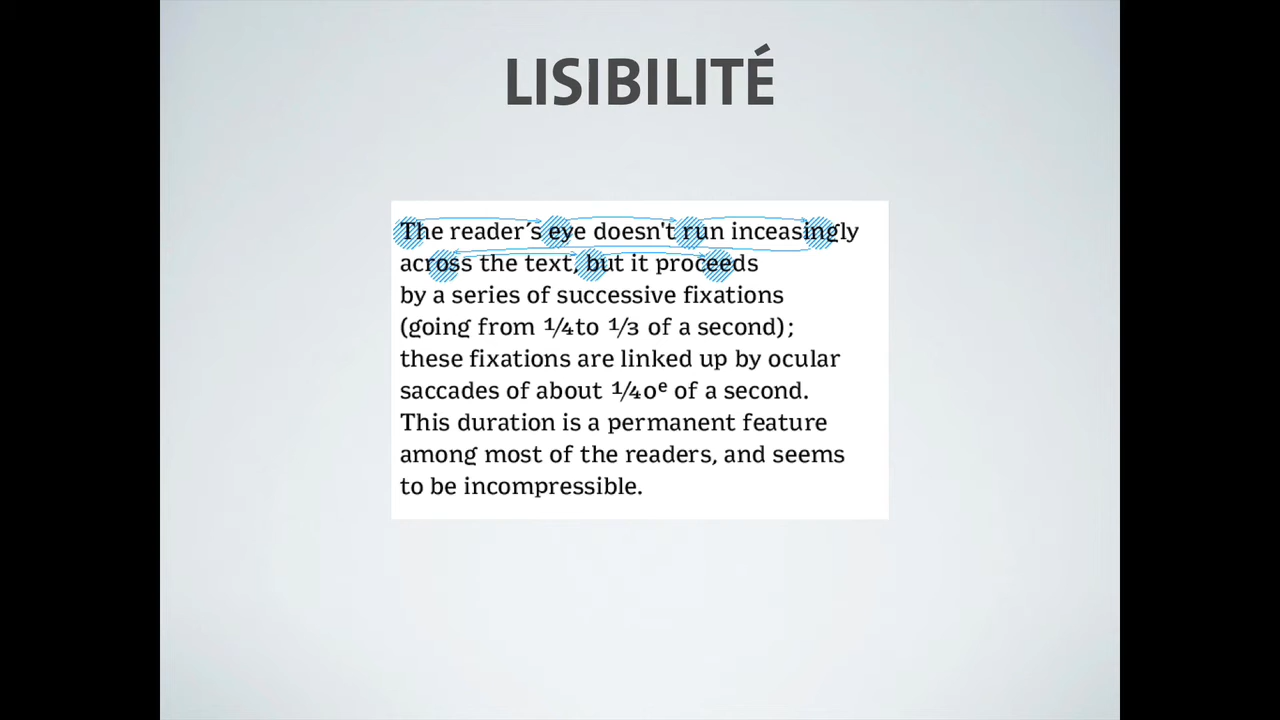 LISIBILITÉ
The reader´s eye doesn't run inceasingly
across the text, but it proceeds
by a series of successive fixations
(going from ¼to ⅓ of a second);
these fixations are linked up by ocular
saccades of about ¹⁄₄₀ᵉ of a second.
This duration is a permanent feature
among most of the readers, and seems
to be incompressible.